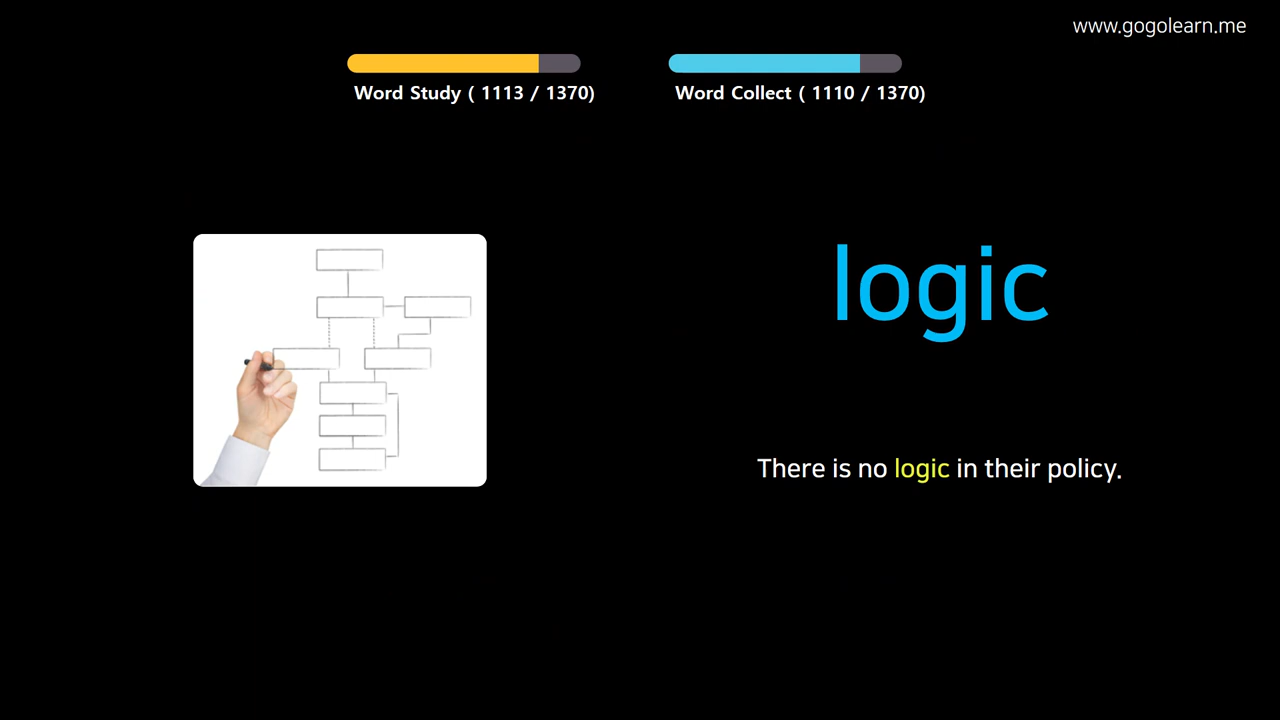 www.gogolearn.me
Word Study ( 1113 / 1370)
Word Collect ( 1110 / 1370)
logic
There is no logic in their policy.